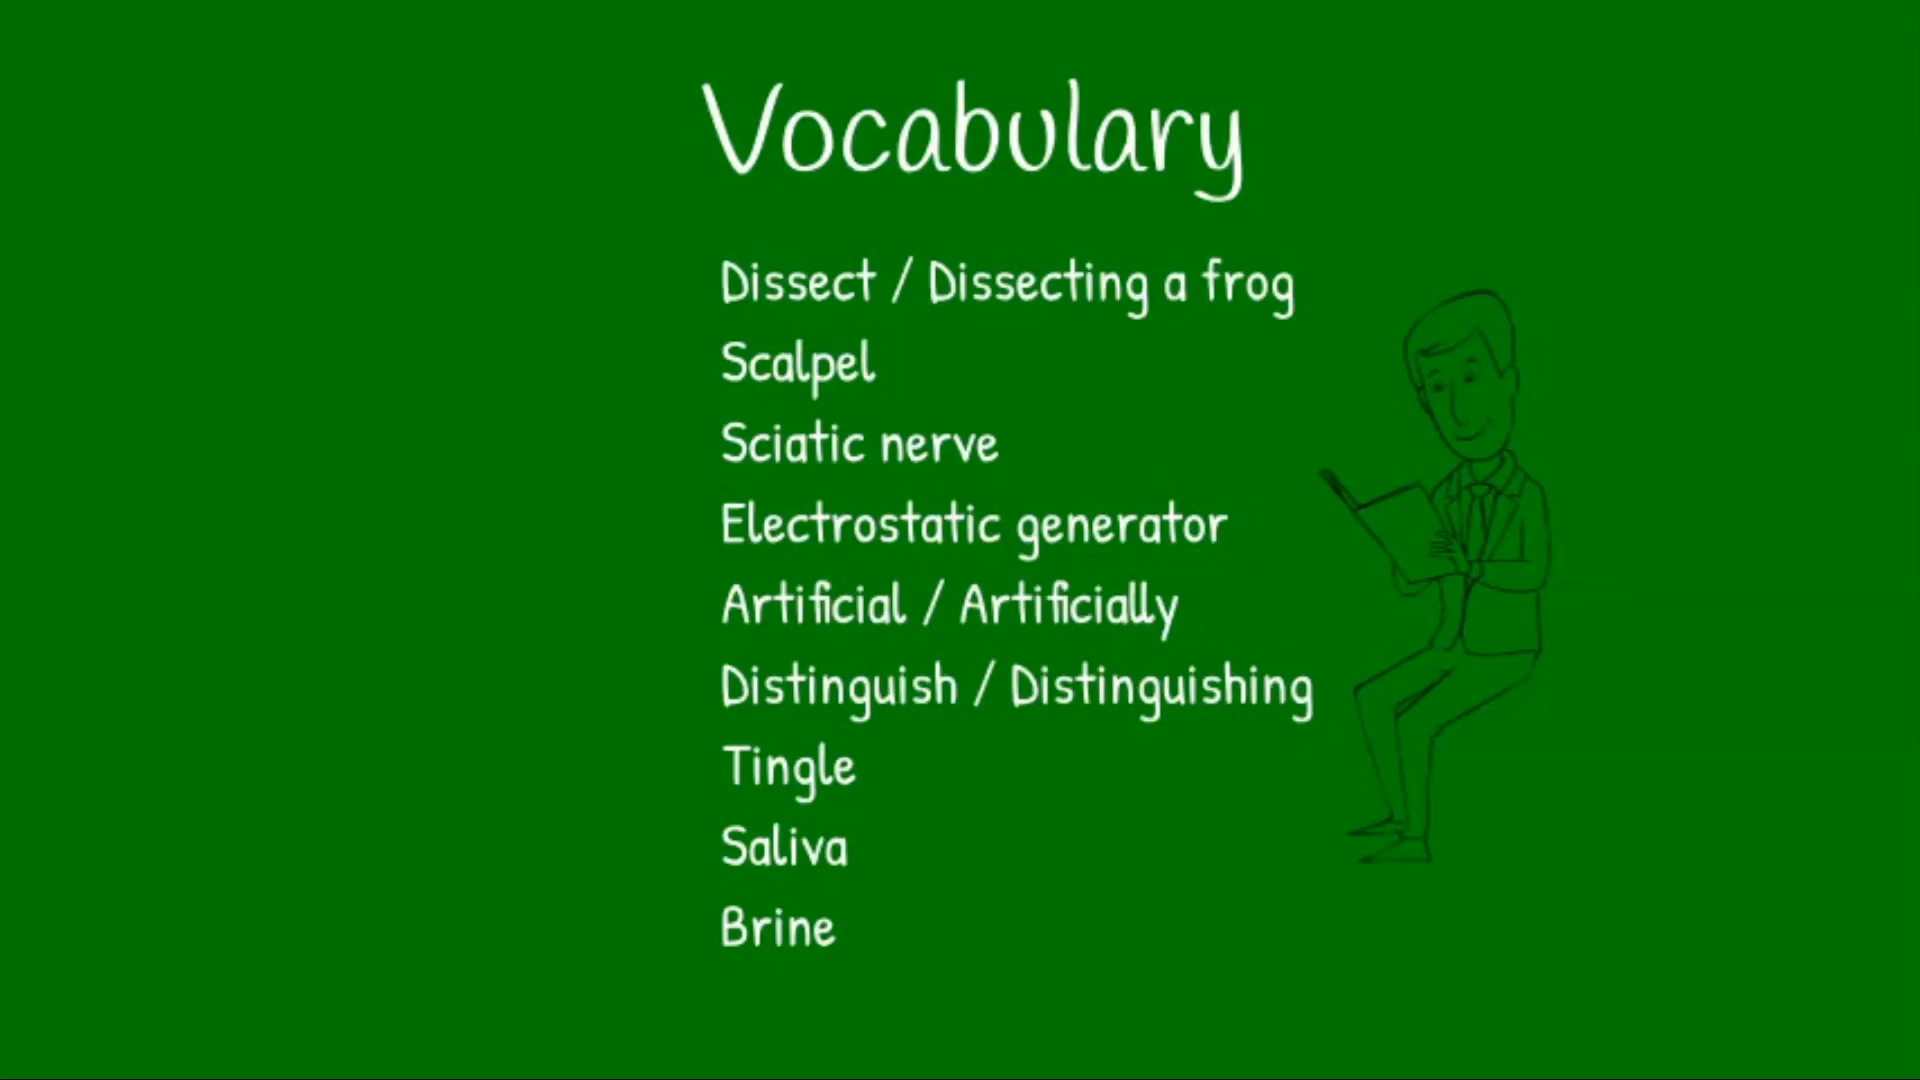 Vocabulary
Dissect / Dissecting a frog
Scalpel
Sciatic nerve
Electrostatic generator
Artificial / Artificially
Distinguish / Distinguishing
Tingle
Saliva
Brine